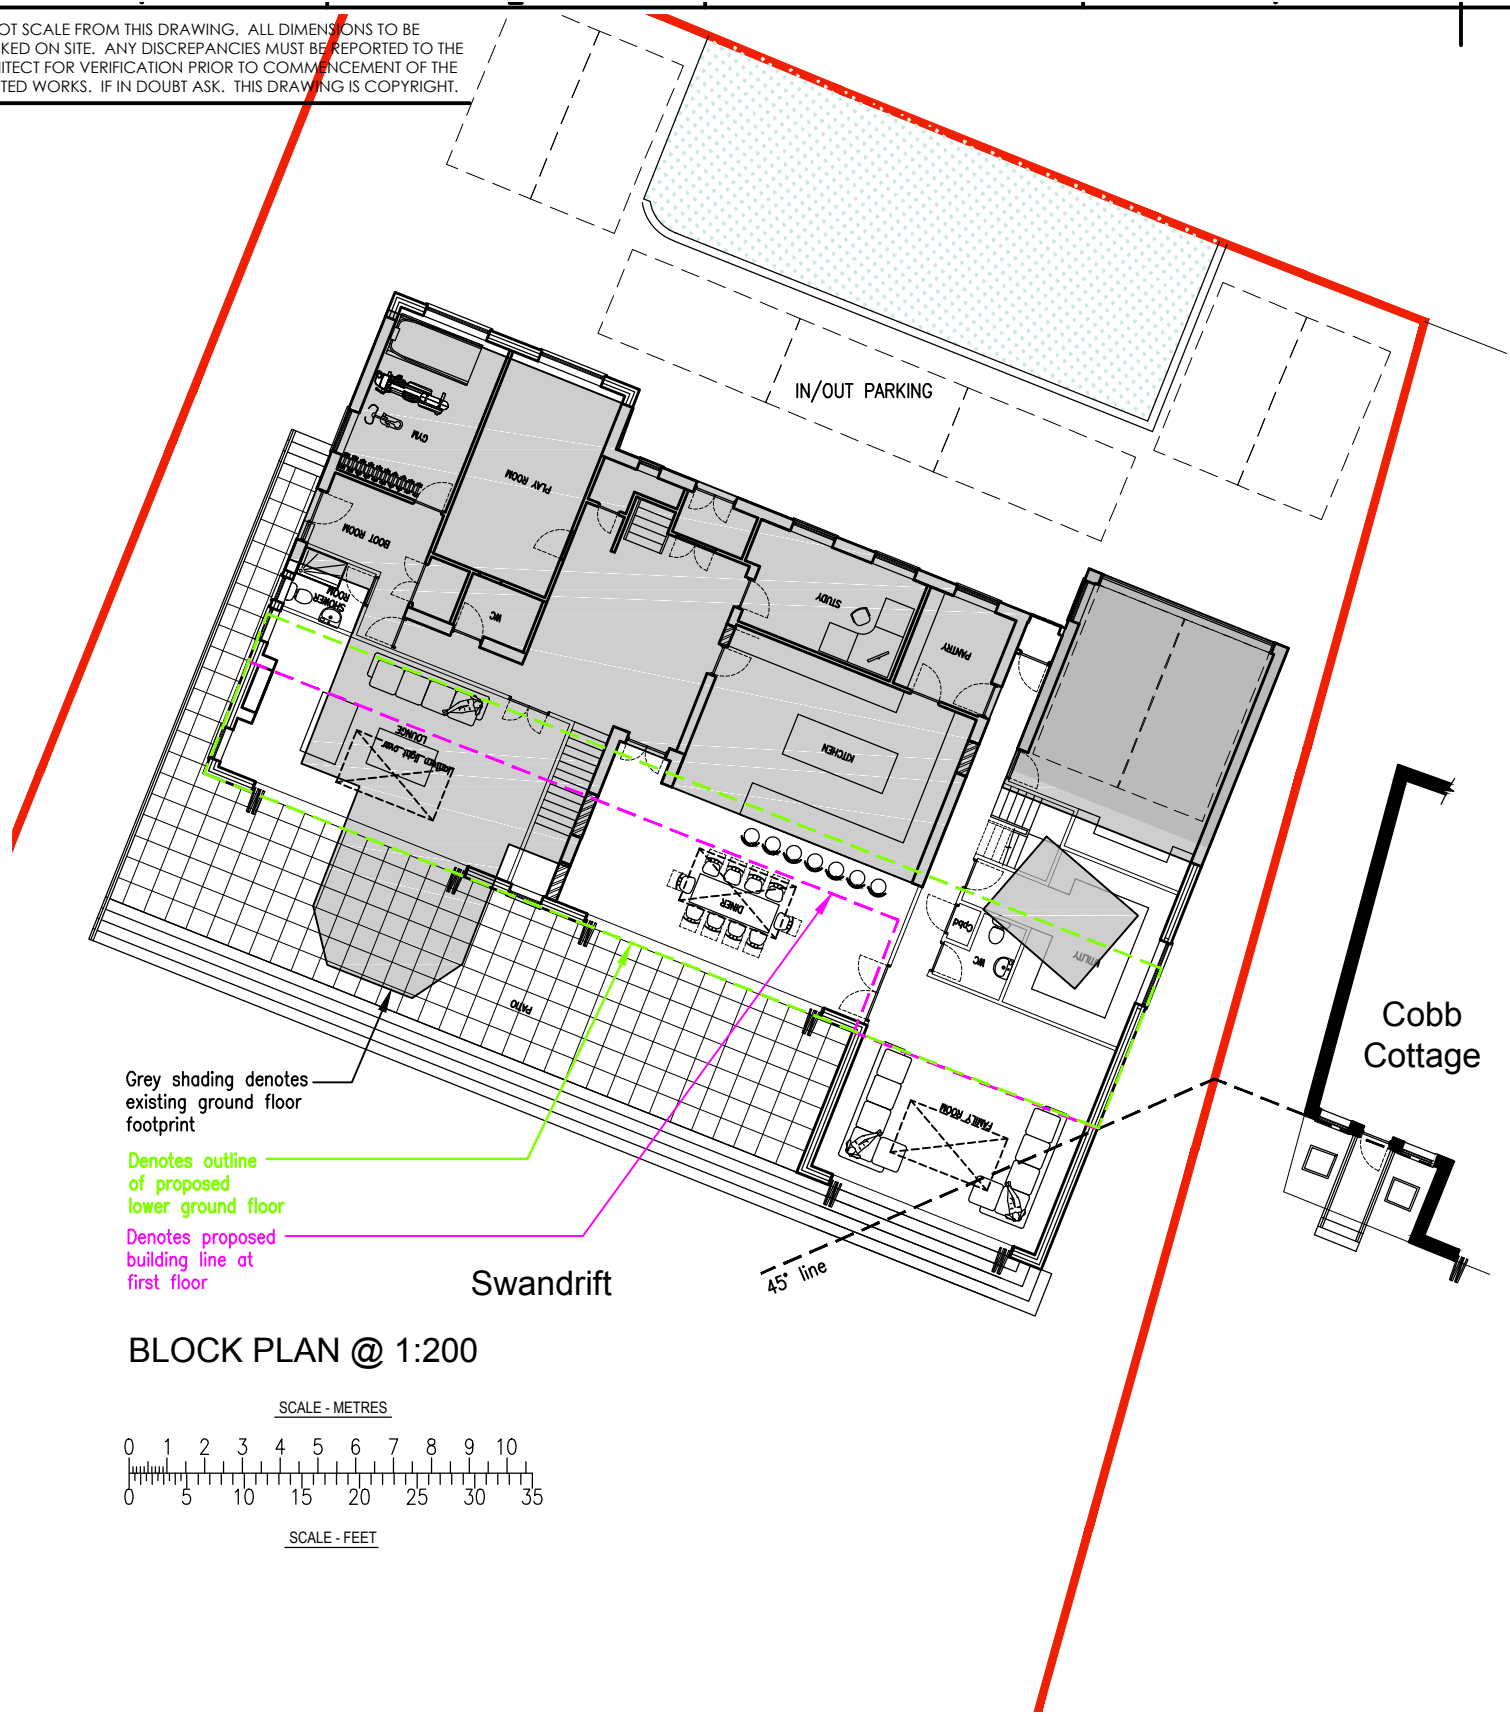 OT SCALE FROM THIS DRAWING. ALL DIMENSIONS TO BE
KED ON SITE. ANY DISCREPANCIES MUST BE REPORTED TO THE
ITECT FOR VERIFICATION PRIOR TO COMMENCEMENT OF THE
TED WORKS. IF IN DOUBT ASK. THIS DRAWING IS COPYRIGHT.
IN/OUT PARKING
GYM
PLAY ROOM
BOOT ROOM
SHOWER
ROOM
WC
STUDY
PANTRY
KITCHEN
LOUNGE
Lantern light over
DINER
Cpbd
WC
UTILITY
PATIO
FAMILY ROOM
Cobb
Cottage
Grey shading denotes
existing ground floor
footprint
Denotes outline
of proposed
lower ground floor
Denotes proposed
building line at
first floor
Swandrift
45° line
BLOCK PLAN @ 1:200
SCALE - METRES
0 1 2 3 4 5 6 7 8 9 10
0 5 10 15 20 25 30 35
SCALE - FEET